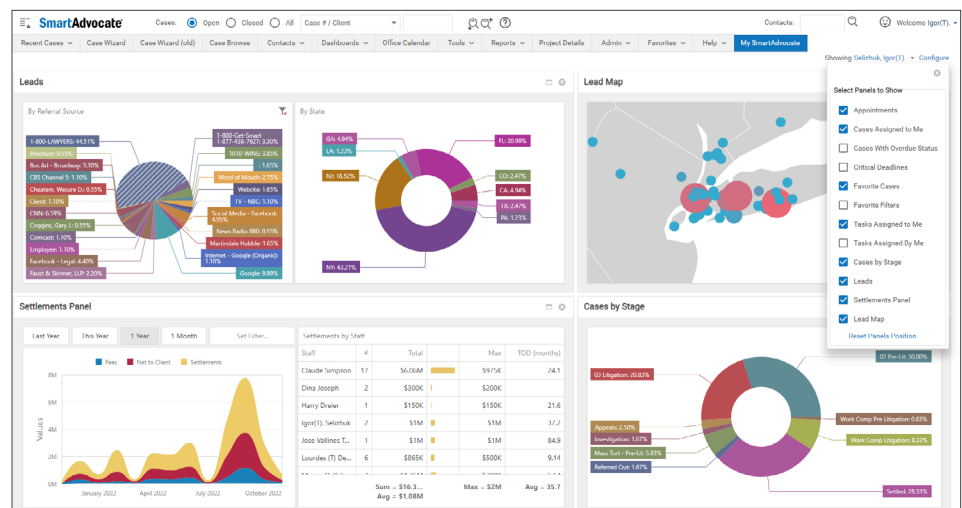 SmartAdvocate
Cases: Open Closed All Case # / Client
Contacts:
Welcome Igor(T).
Recent Cases Case Wizard Case Wizard (old) Case Browse Contacts Dashboards Office Calendar Tools Reports Project Details Admin Favorites Help My SmartAdvocate
Showing Selizhuk, Igor(T). Configure
Leads
By Referral Source
1-800-LAWYERS: 44.51%
Brochure: 0.55%
Bus Ad - Broadway: 3.30%
CBS Channel 5: 1.10%
Cheatem, Wecure D.: 0.55%
Client: 1.10%
CNN: 6.59%
Coggins, Gary J.: 0.55%
Comcast: 1.10%
Employee: 1.10%
Facebook - Legal: 4.40%
Faust & Skinner, LLP: 2.20%
1-800-Get-Smart
(1-877-438-7627): 3.30%
1010-WINS: 3.85%
: 1.65%
Word of Mouth: 2.75%
Website: 1.65%
TV - NBC: 1.10%
Social Media - Facebook:
4.95%
News Radio 880: 0.55%
Martindale Hubble: 1.65%
Internet - Google (Organic):
1.10%
Google: 9.89%
By State
GA: 4.94%
LA: 1.23%
NJ: 18.52%
NY: 43.21%
FL: 20.99%
CO: 2.47%
CA: 4.94%
TX: 2.47%
PA: 1.23%
Lead Map
Select Panels to Show
Appointments
Cases Assigned to Me
Cases With Overdue Status
Critical Deadlines
Favorite Cases
Favorite Filters
Tasks Assigned to Me
Tasks Assigned By Me
Cases by Stage
Leads
Settlements Panel
Lead Map
Reset Panels Position
Settlements Panel
Last Year This Year 1 Year 1 Month Set Filter...
Fees Net to Client Settlements
Values
8M
6M
4M
2M
0M
January 2022 April 2022 July 2022 October 2022
Settlements by Staff
Staff # Total Max TOD (months)
Claude Simpson 17 $6.06M $975K 24.1
Dina Joseph 2 $300K $200K
Harry Dreier 1 $150K $150K 21.6
Igor(T). Selizhuk 2 $1M $1M 37.2
Jose Vallines T... 1 $1M $1M 84.9
Lourdes (T) De... 6 $865K $500K 9.14
Sum = $16.3... Max = $2M Avg = 35.7
Avg = $1.08M
Cases by Stage
03 Litigation: 20.83%
Appeals: 2.50%
Investigation: 1.67%
Mass Tort - Pre-Lit: 5.83%
Referred Out: 1.67%
02 Pre-Lit: 30.00%
Work Comp Pre Litigation: 0.83%
Work Comp Litigation: 8.33%
Settled: 28.33%